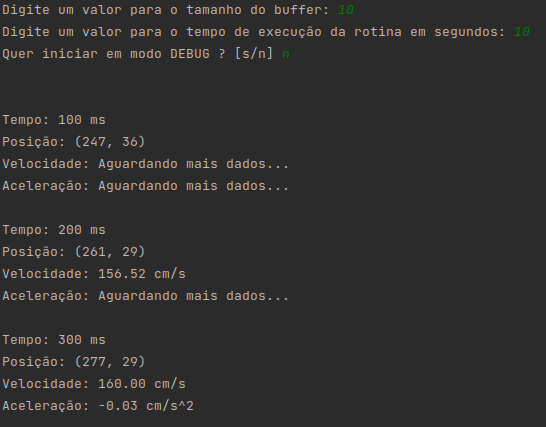 Digite um valor para o tamanho do buffer: 10
Digite um valor para o tempo de execução da rotina em segundos: 10
Quer iniciar em modo DEBUG ? [s/n] n
Tempo: 100 ms
Posição: (247, 36)
Velocidade: Aguardando mais dados...
Aceleração: Aguardando mais dados...
Tempo: 200 ms
Posição: (261, 29)
Velocidade: 156.52 cm/s
Aceleração: Aguardando mais dados...
Tempo: 300 ms
Posição: (277, 29)
Velocidade: 160.00 cm/s
Aceleração: -0.03 cm/s^2